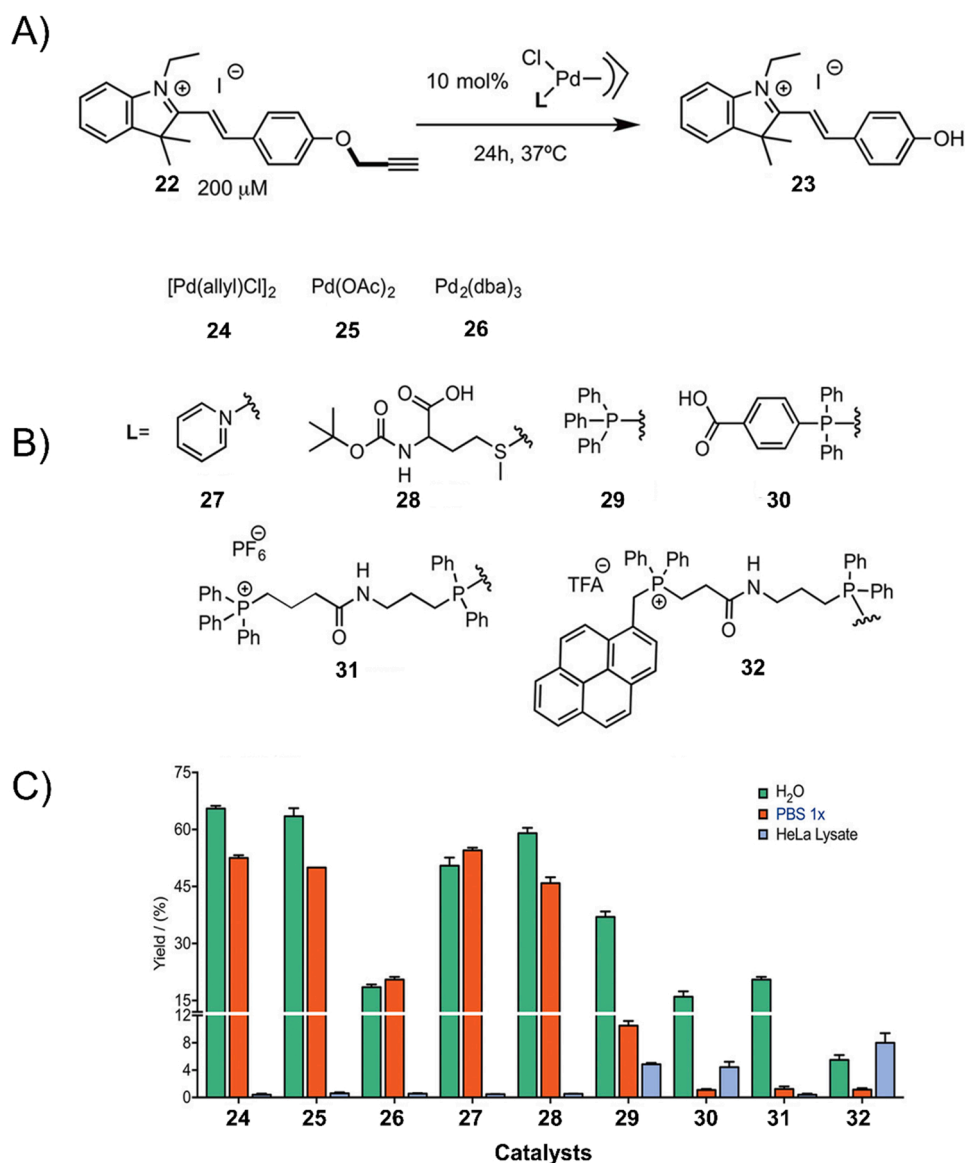 A)
I⊖
N
⊕
O
22 200 μM
10 mol% Cl
Pd
L
24h, 37ºC
I⊖
N
⊕
OH
23
[Pd(allyl)Cl]2 Pd(OAc)2 Pd2(dba)3
24 25 26
B)
L=
N
27
O OH
O
O N
H
S
28
Ph
Ph P
Ph
29
HO
O
Ph
P
Ph
30
PF6⊖
Ph
Ph P⊕
Ph
O
H
N
Ph
P
Ph
31
TFA⊖
Ph Ph
P
⊕
O
H
N
Ph
P Ph
32
C)
Yield / (%)
75
60
45
30
15
12
8
4
0
H2O
PBS 1x
HeLa Lysate
24 25 26 27 28 29 30 31 32
Catalysts